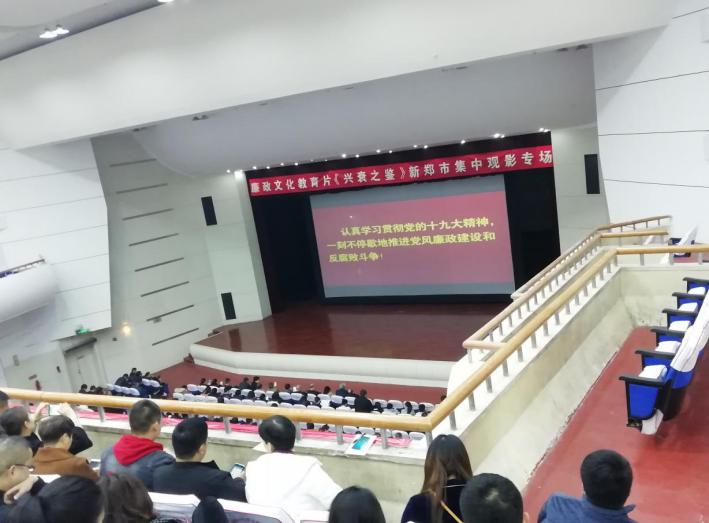 廉政文化教育片《兴衰之鉴》新郑市集中观影专场
认真学习贯彻党的十九大精神，
一刻不停歇地推进党风廉政建设和
反腐败斗争！